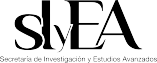 sIyEA
Secretaría de Investigación y Estudios Avanzados